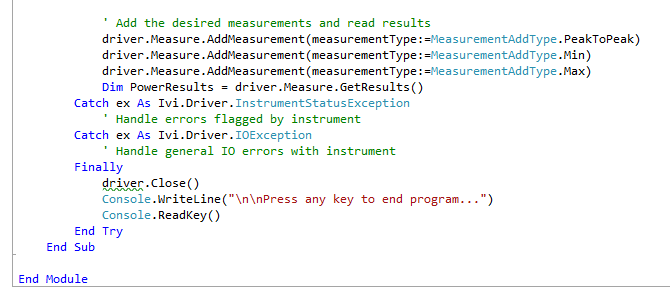 ' Add the desired measurements and read results
driver.Measure.AddMeasurement(measurementType:=MeasurementAddType.PeakToPeak)
driver.Measure.AddMeasurement(measurementType:=MeasurementAddType.Min)
driver.Measure.AddMeasurement(measurementType:=MeasurementAddType.Max)
Dim PowerResults = driver.Measure.GetResults()
Catch ex As Ivi.Driver.InstrumentStatusException
' Handle errors flagged by instrument
Catch ex As Ivi.Driver.IOException
' Handle general IO errors with instrument
Finally
driver.Close()
Console.WriteLine("\n\nPress any key to end program...")
Console.ReadKey()
End Try
End Sub
End Module